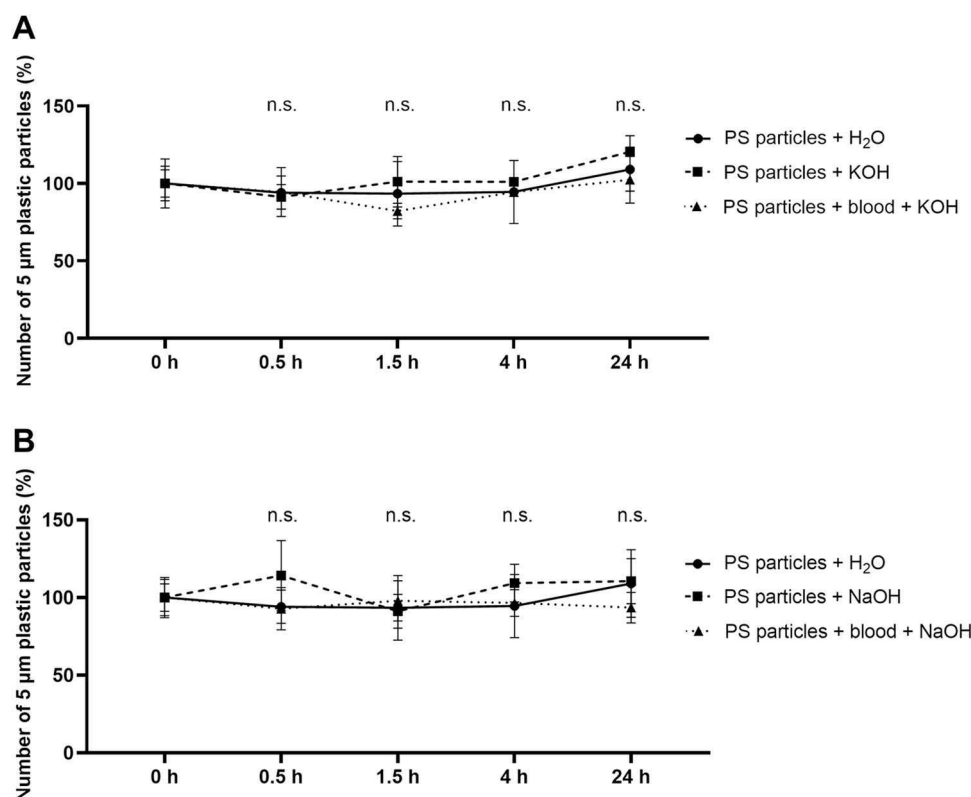 A
Number of 5 µm plastic particles (%)
150
100
50
0
n.s.
n.s.
n.s.
n.s.
0 h
0.5 h
1.5 h
4 h
24 h
PS particles + H₂O
PS particles + KOH
PS particles + blood + KOH
B
Number of 5 µm plastic particles (%)
150
100
50
0
n.s.
n.s.
n.s.
n.s.
0 h
0.5 h
1.5 h
4 h
24 h
PS particles + H₂O
PS particles + NaOH
PS particles + blood + NaOH